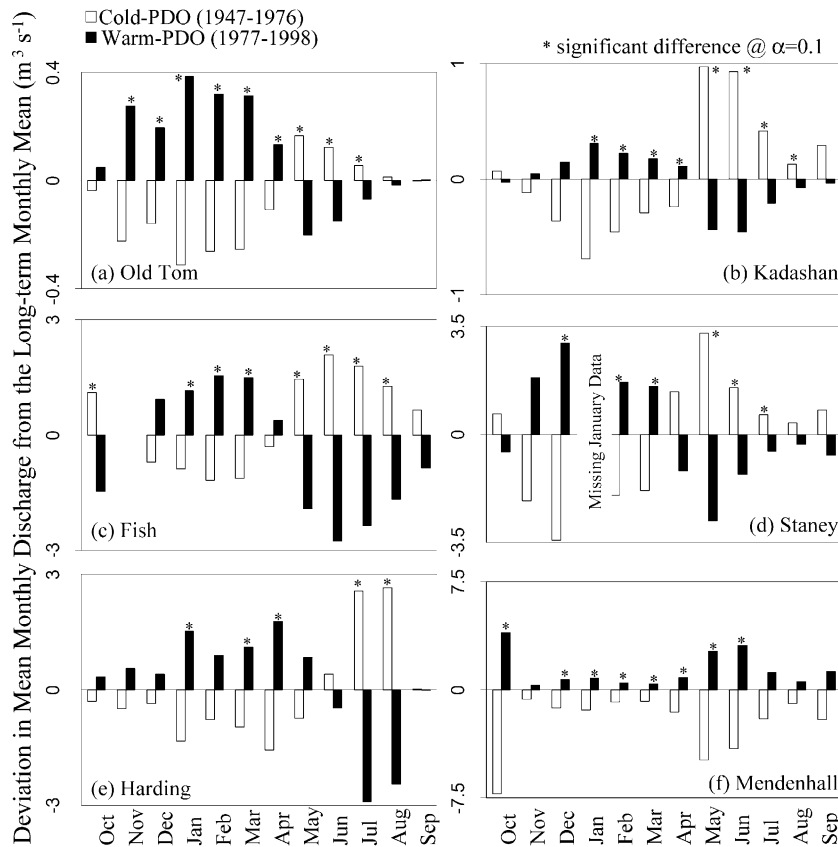 Cold-PDO (1947-1976)
Warm-PDO (1977-1998)
* significant difference @ α=0.1
Deviation in Mean Monthly Discharge from the Long-term Monthly Mean (m³ s⁻¹)
0.4
0
-0.4
* * * * * * * * * *
(a) Old Tom
1
0
-1
* * * * * * * *
(b) Kadashan
3
0
-3
* * * * * * * *
(c) Fish
3.5
0
-3.5
* * * * * *
Missing January Data
(d) Staney
3
0
-3
* * * * *
(e) Harding
7.5
0
-7.5
* * * * * * * *
(f) Mendenhall
Oct Nov Dec Jan Feb Mar Apr May Jun Jul Aug Sep
Oct Nov Dec Jan Feb Mar Apr May Jun Jul Aug Sep